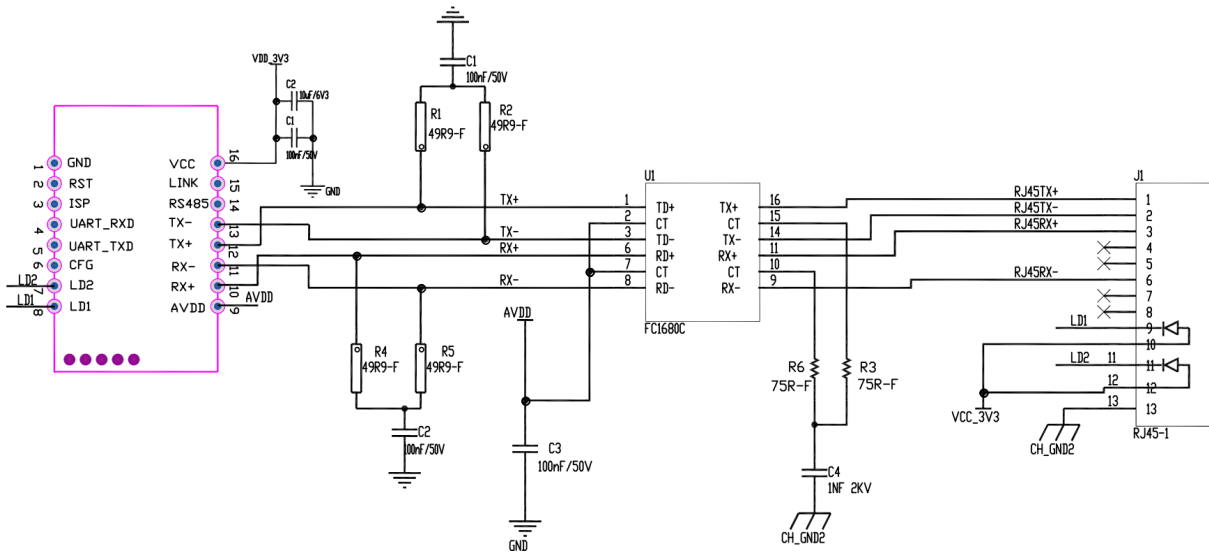 VDD_3V3
C2
10uF/6V3
C1
100nF/50V
GND
1 GND
2 RST
3 ISP
4 UART_RXD
5 UART_TXD
6 CFG
7 LD2
8 LD1
LD2
LD1
VCC 16
LINK 15
RS485 14
TX- 13
TX+ 12
RX- 11
RX+ 10
AVDD 9
AVDD
C1
100nF/50V
R1
49R9-F
R2
49R9-F
TX+
TX-
RX+
RX-
R4
49R9-F
R5
49R9-F
C2
100nF/50V
AVDD
C3
100nF/50V
GND
U1
1 TD+ TX+ 16
2 CT CT 15
3 TD- TX- 14
6 RD+ RX+ 11
7 CT CT 10
8 RD- RX- 9
FC1680C
R6
75R-F
R3
75R-F
C4
1NF 2KV
CH_GND2
RJ45TX+
RJ45TX-
RJ45RX+
RJ45RX-
J1
1
2
3
4
5
6
7
8
LD1 9
10
LD2 11 11
12 12
13 13
VCC_3V3
CH_GND2
RJ45-1